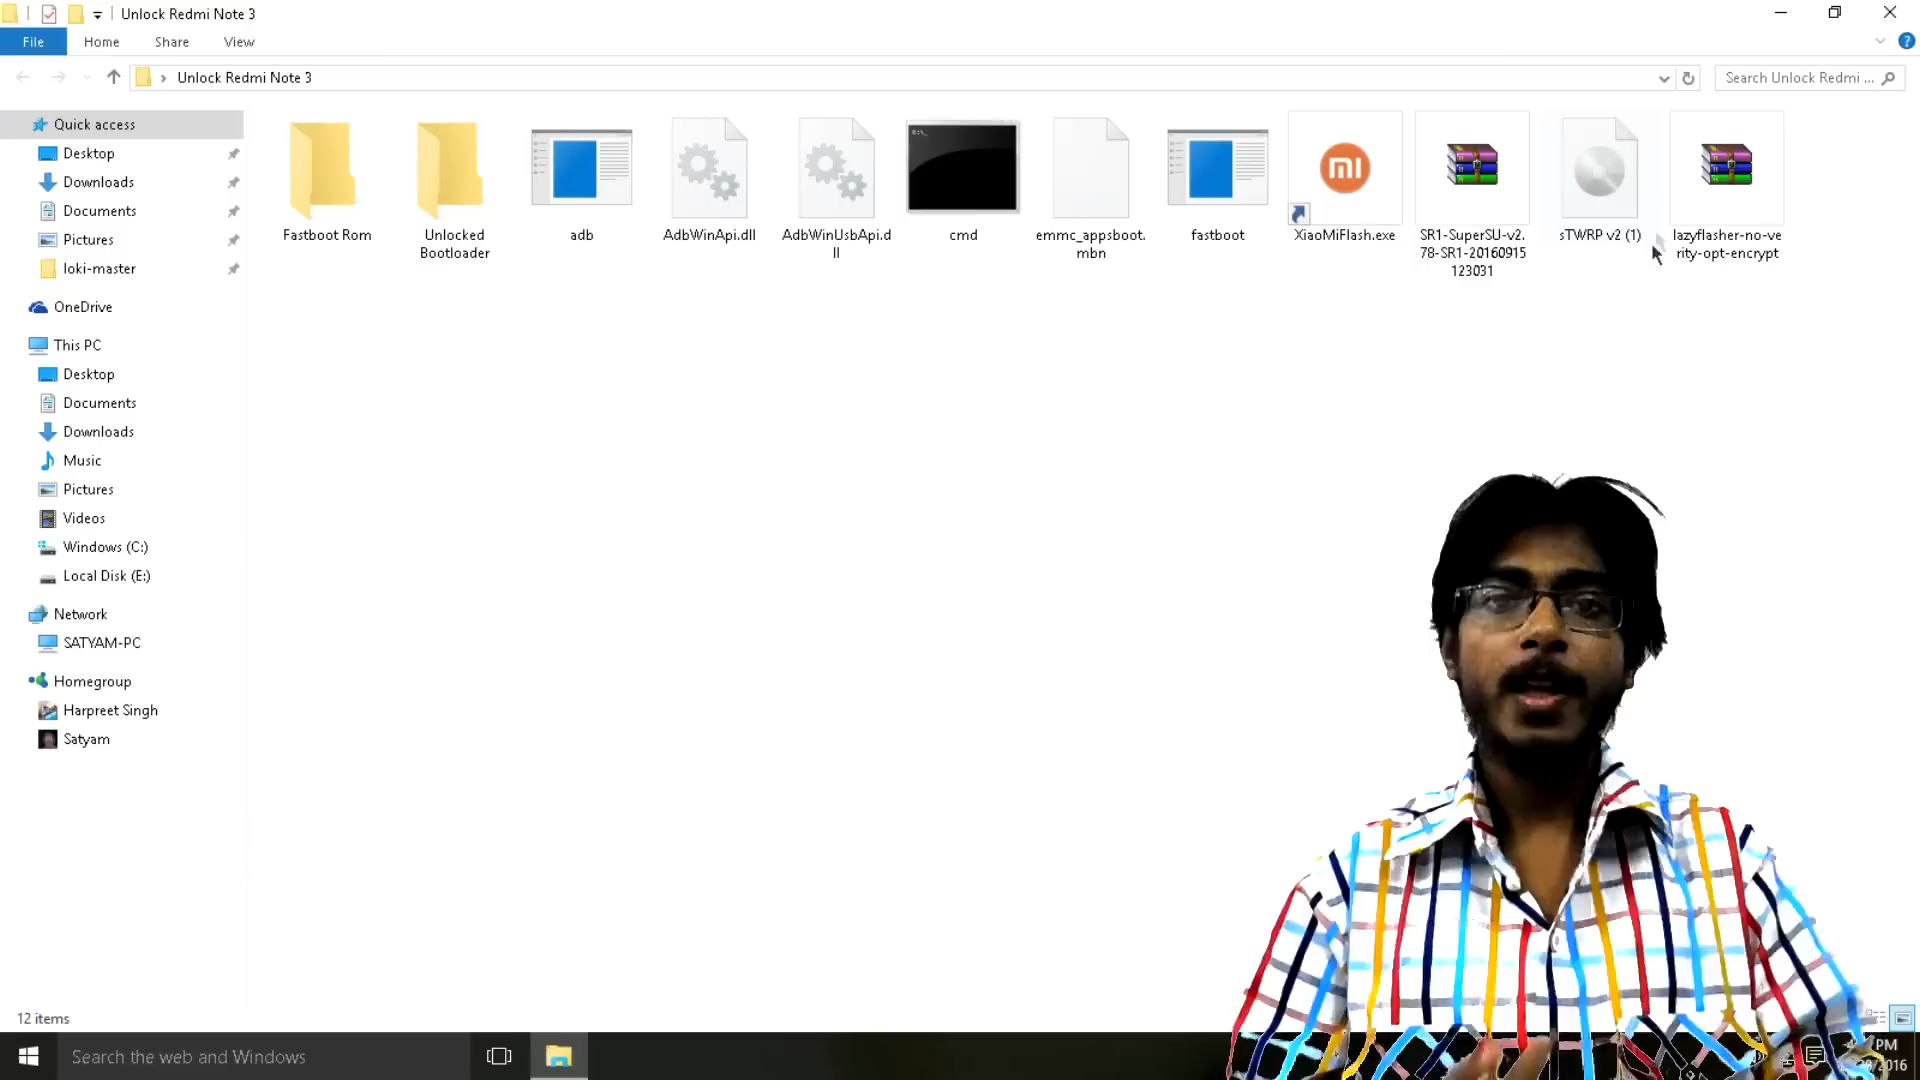 Unlock Redmi Note 3
File Home Share View
Unlock Redmi Note 3
Search Unlock Redmi ...
Quick access
Desktop
Downloads
Documents
Pictures
loki-master
OneDrive
This PC
Desktop
Documents
Downloads
Music
Pictures
Videos
Windows (C:)
Local Disk (E:)
Network
SATYAM-PC
Homegroup
Harpreet Singh
Satyam
Fastboot Rom
Unlocked
Bootloader
adb
AdbWinApi.dll
AdbWinUsbApi.d
ll
cmd
emmc_appsboot.
mbn
fastboot
XiaoMiFlash.exe
SR1-SuperSU-v2.
78-SR1-20160915
123031
sTWRP v2 (1)
lazyflasher-no-ve
rity-opt-encrypt
mi
12 items
Search the web and Windows
PM
/2016